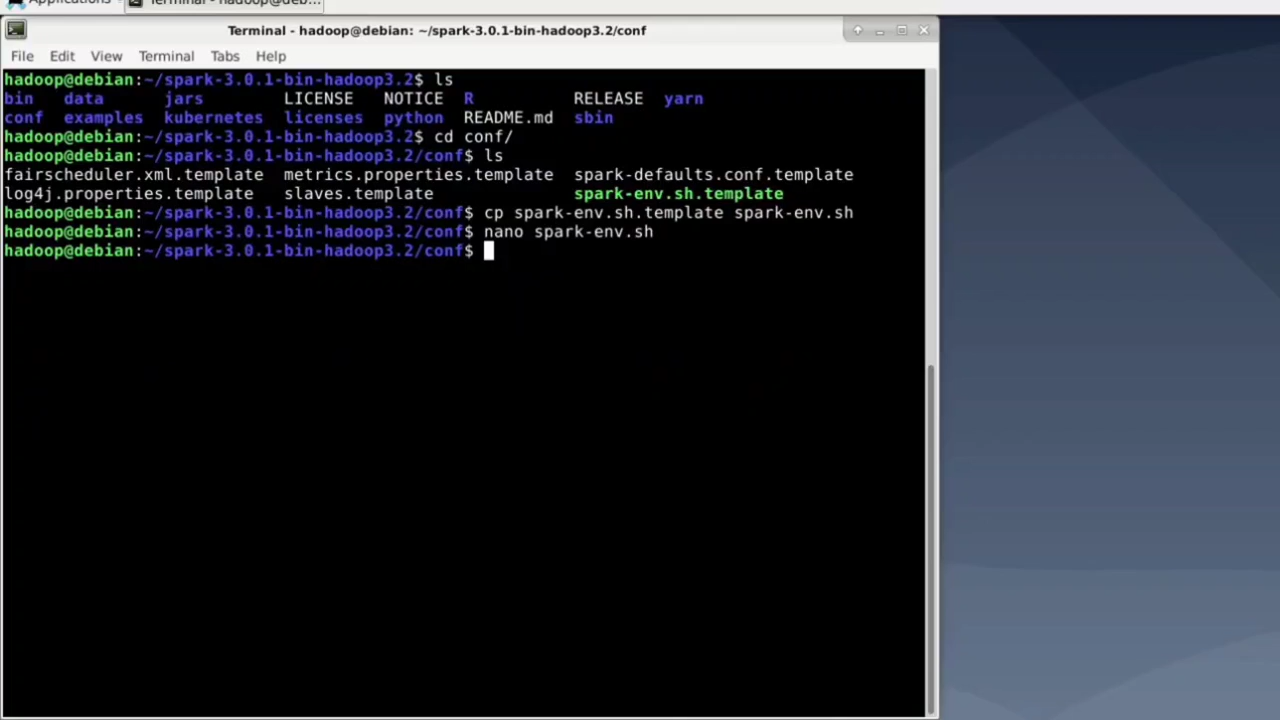 Applications
Terminal - hadoop@deb...
Terminal - hadoop@debian: ~/spark-3.0.1-bin-hadoop3.2/conf
File Edit View Terminal Tabs Help
hadoop@debian:~/spark-3.0.1-bin-hadoop3.2$ ls
bin data jars LICENSE NOTICE R RELEASE yarn
conf examples kubernetes licenses python README.md sbin
hadoop@debian:~/spark-3.0.1-bin-hadoop3.2$ cd conf/
hadoop@debian:~/spark-3.0.1-bin-hadoop3.2/conf$ ls
fairscheduler.xml.template metrics.properties.template spark-defaults.conf.template
log4j.properties.template slaves.template spark-env.sh.template
hadoop@debian:~/spark-3.0.1-bin-hadoop3.2/conf$ cp spark-env.sh.template spark-env.sh
hadoop@debian:~/spark-3.0.1-bin-hadoop3.2/conf$ nano spark-env.sh
hadoop@debian:~/spark-3.0.1-bin-hadoop3.2/conf$